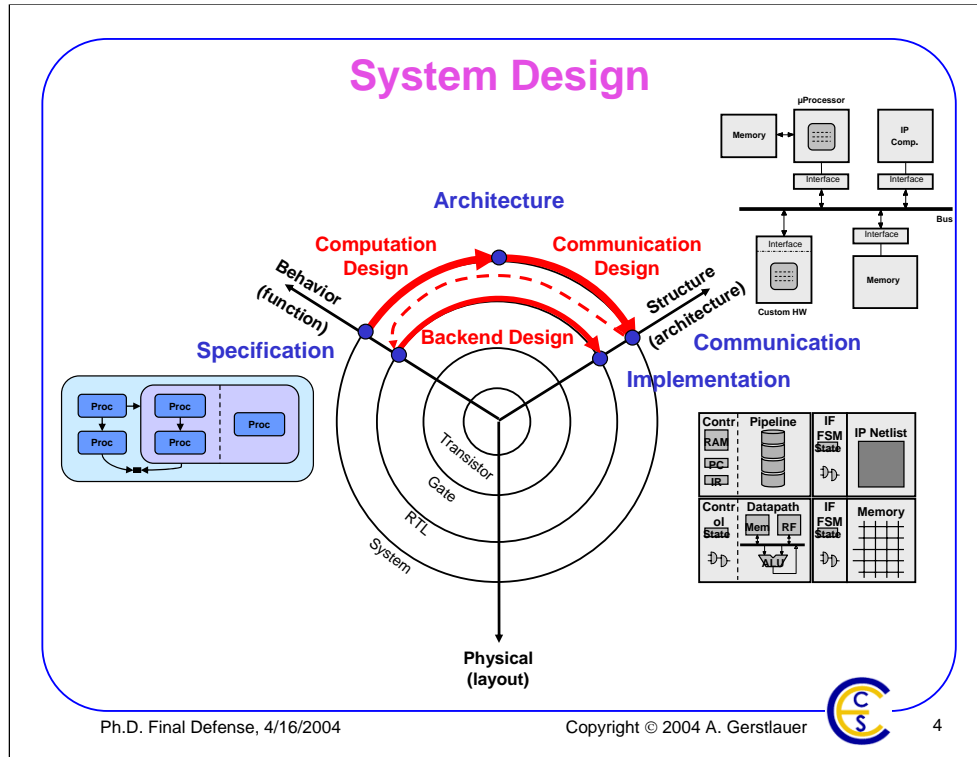 System Design
µProcessor
Memory
IP
Comp.
Interface
Interface
Bus
Interface
Interface
Memory
Custom HW
Architecture
Computation
Design
Communication
Design
Behavior
(function)
Structure
(architecture)
Specification
Backend Design
Communication
Implementation
Proc
Proc
Proc
Proc
Proc
Transistor
Gate
RTL
System
Contr
Pipeline
IF
FSM
State
IP Netlist
RAM
PC
IR
Contr
ol
State
Datapath
Mem
RF
ALU
IF
FSM
State
Memory
Physical
(layout)
Ph.D. Final Defense, 4/16/2004
Copyright © 2004 A. Gerstlauer
C
S
4